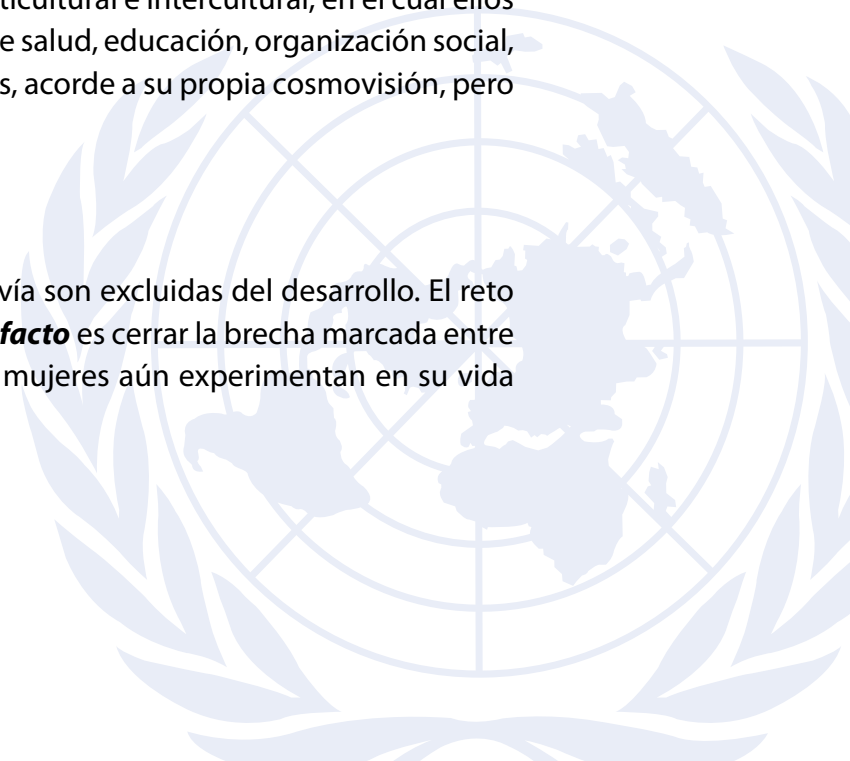 ticultural e intercultural, en el cual ellos
e salud, educación, organización social,
s, acorde a su propia cosmovisión, pero
vía son excluidas del desarrollo. El reto
facto es cerrar la brecha marcada entre
mujeres aún experimentan en su vida